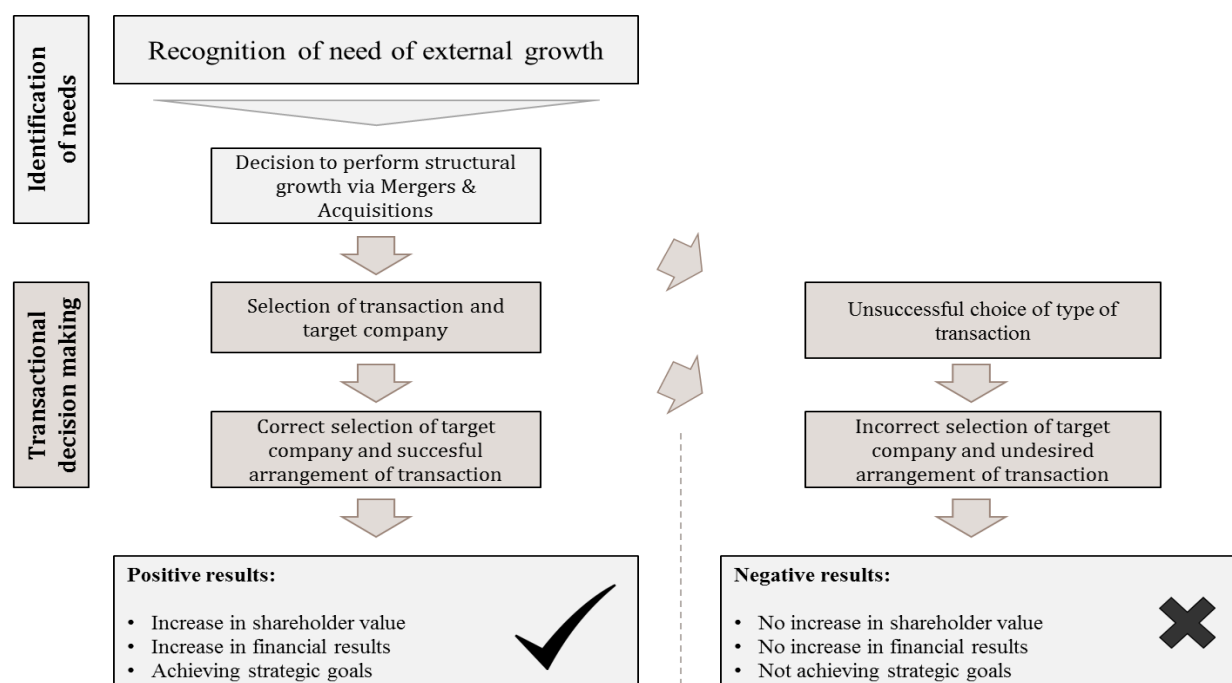 Identification
of needs
Recognition of need of external growth
Decision to perform structural
growth via Mergers &
Acquisitions
Transactional
decision making
Selection of transaction and
target company
Unsuccessful choice of type of
transaction
Correct selection of target
company and succesful
arrangement of transaction
Incorrect selection of target
company and undesired
arrangement of transaction
Positive results:
• Increase in shareholder value
• Increase in financial results
• Achieving strategic goals
Negative results:
• No increase in shareholder value
• No increase in financial results
• Not achieving strategic goals